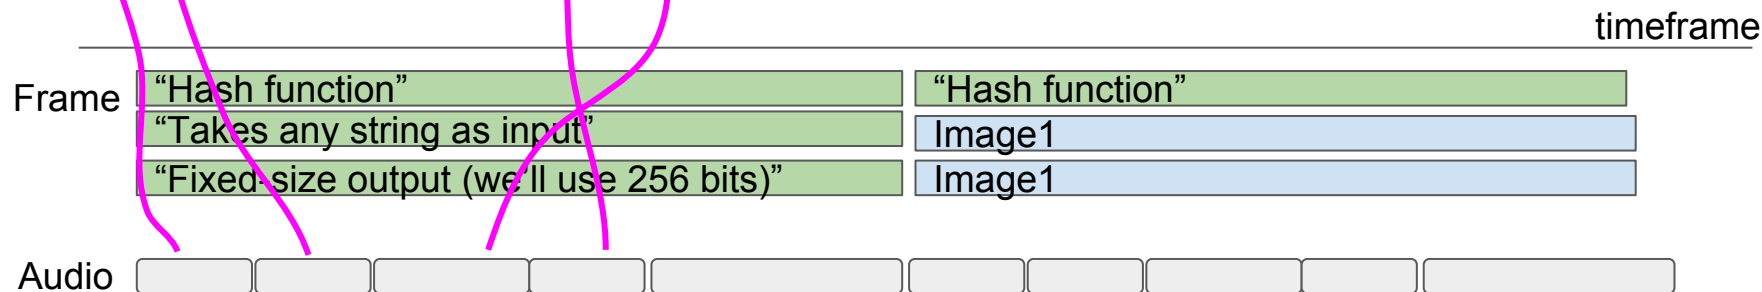 timeframe
Frame
“Hash function”
“Hash function”
“Takes any string as input”
Image1
“Fixed-size output (we’ll use 256 bits)”
Image1
Audio